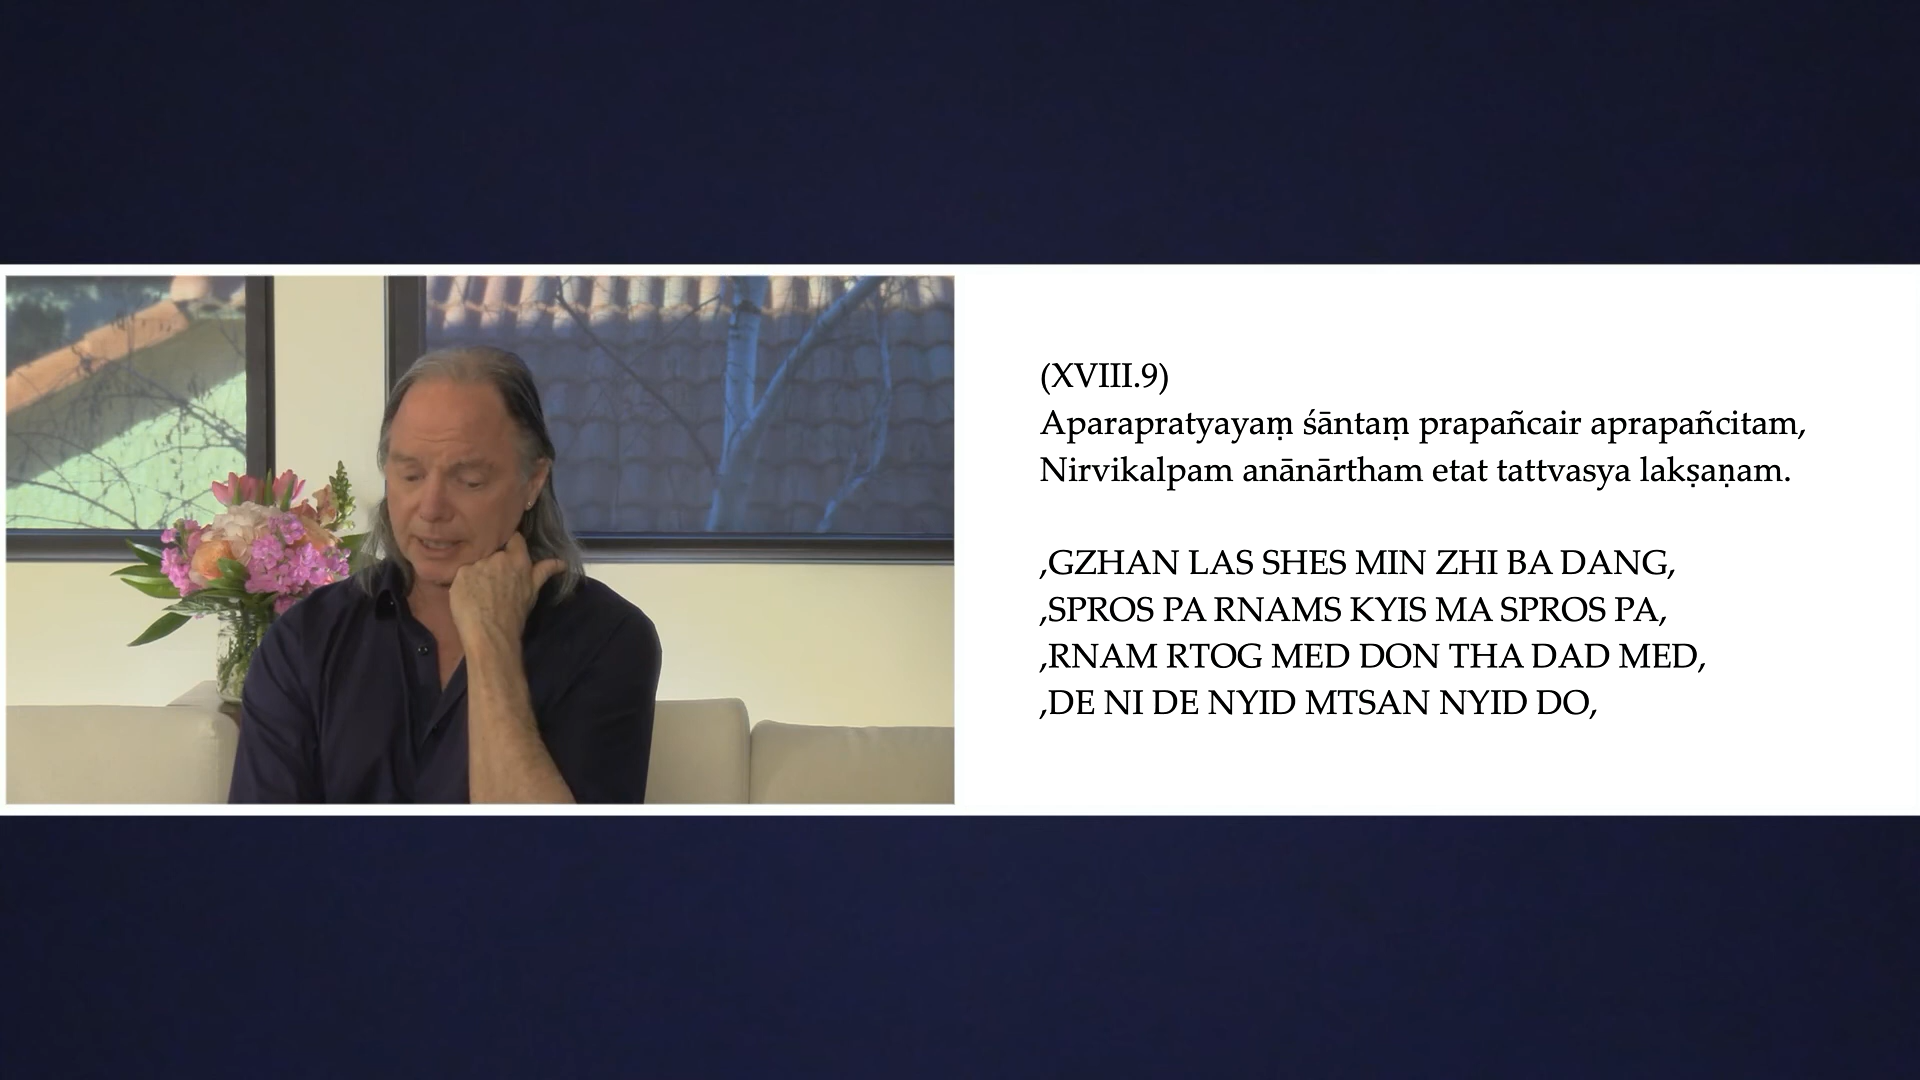 (XVIII.9)
Aparapratyayaṃ śāntaṃ prapañcair aprapañcitam,
Nirvikalpam anānārtham etat tattvasya lakṣaṇam.
,GZHAN LAS SHES MIN ZHI BA DANG,
,SPROS PA RNAMS KYIS MA SPROS PA,
,RNAM RTOG MED DON THA DAD MED,
,DE NI DE NYID MTSAN NYID DO,